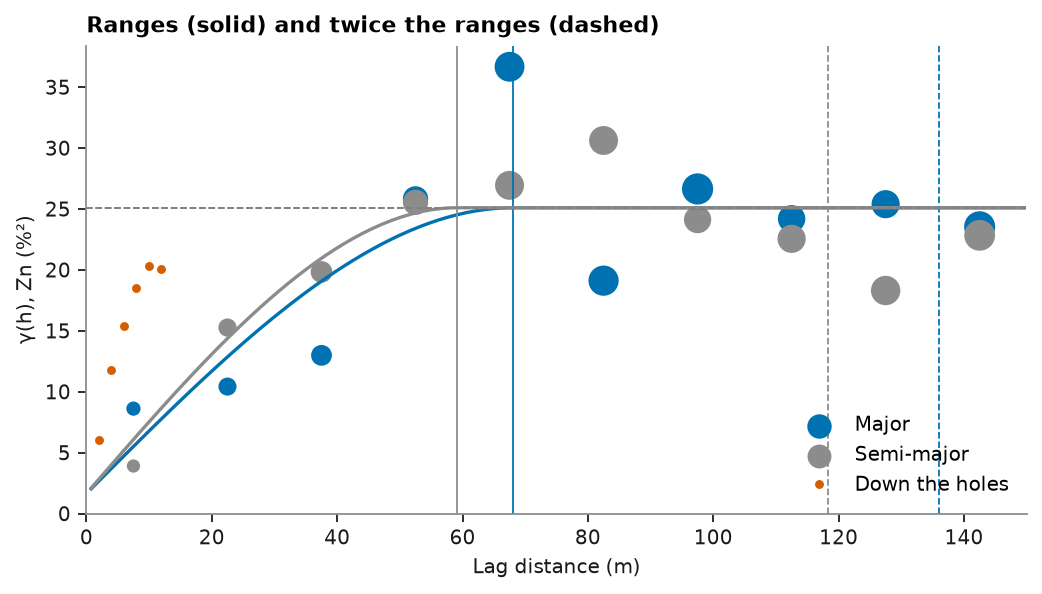 Ranges (solid) and twice the ranges (dashed)
γ(h), Zn (%²)
35
30
25
20
15
10
5
0
0 20 40 60 80 100 120 140
Lag distance (m)
Major
Semi-major
Down the holes